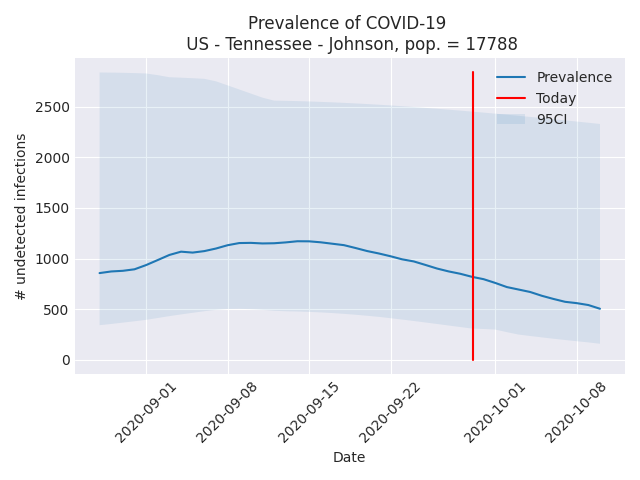 Prevalence of COVID-19
US - Tennessee - Johnson, pop. = 17788
Prevalence
Today
95CI
2500
2000
1500
1000
500
0
# undetected infections
2020-09-01
2020-09-08
2020-09-15
2020-09-22
2020-10-01
2020-10-08
Date